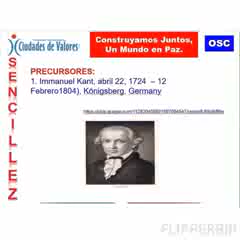 Ciudades de Valores
Construyamos Juntos,
Un Mundo en Paz.
OSC
SENCILLEZ
PRECURSORES:
1. Immanuel Kant, abril 22, 1724 – 12
Febrero1804), Königsberg, Germany